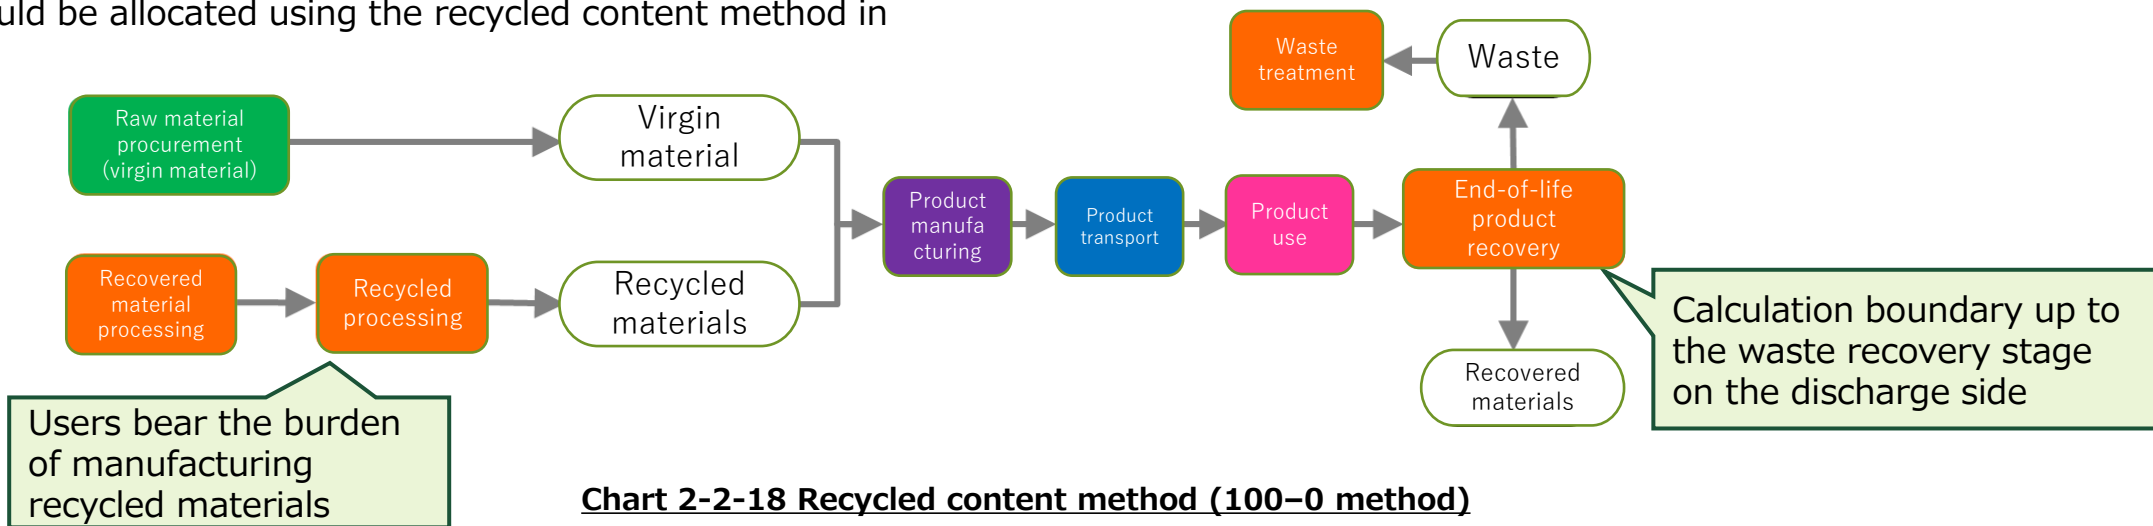 uld be allocated using the recycled content method in
Waste
treatment
Waste
Raw material
procurement
(virgin material)
Virgin
material
Product
manufa
cturing
Product
transport
Product
use
End-of-life
product
recovery
Recovered
material
processing
Recycled
processing
Recycled
materials
Recovered
materials
Calculation boundary up to
the waste recovery stage
on the discharge side
Users bear the burden
of manufacturing
recycled materials
Chart 2-2-18 Recycled content method (100–0 method)